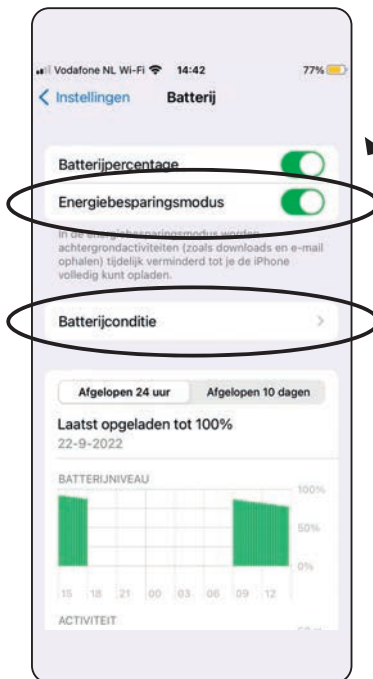 Vodafone NL Wi-Fi 14:42 77%
Instellingen Batterij
Batterijpercentage
Energiebesparingsmodus
In de energiebesparingsmodus worden
achtergrondactiviteiten (zoals downloads en e-mail
ophalen) tijdelijk verminderd tot je de iPhone
volledig kunt opladen.
Batterijconditie
Afgelopen 24 uur Afgelopen 10 dagen
Laatst opgeladen tot 100%
22-9-2022
BATTERIJNIVEAU
100%
50%
0%
15 18 21 00 03 06 09 12
ACTIVITEIT